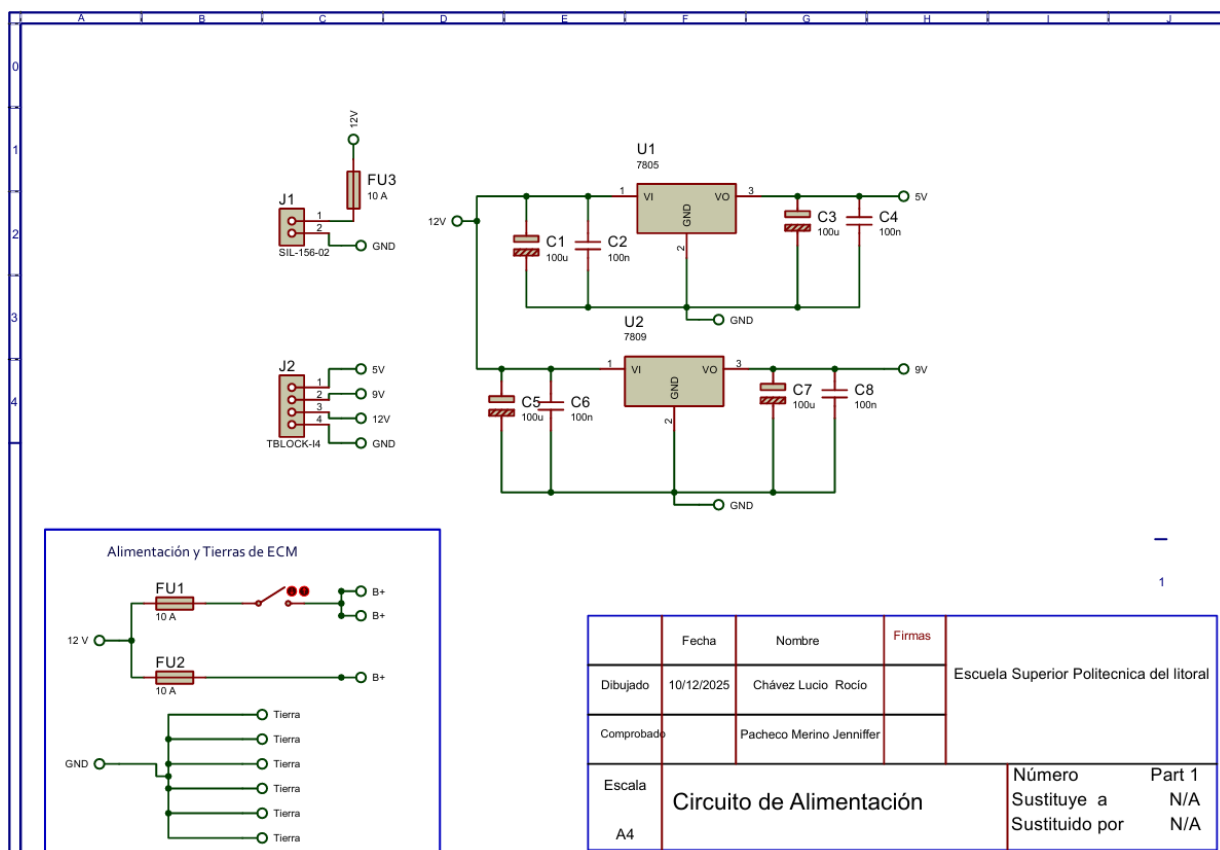 A B C D E F G H I J
0
1
2
3
4
12V
FU3
10 A
J1
1
2
SIL-156-02
GND
J2
1
2
3
4
TBLOCK-I4
5V
9V
12V
GND
12V
U1
7805
1
VI
VO
3
GND
2
C1
100u
C2
100n
C3
100u
C4
100n
5V
GND
U2
7809
1
VI
VO
3
GND
2
C5
100u
C6
100n
C7
100u
C8
100n
9V
GND
Alimentación y Tierras de ECM
FU1
10 A
B+
B+
12 V
FU2
10 A
B+
Tierra
Tierra
GND
Tierra
Tierra
Tierra
Tierra
1
Fecha
Nombre
Firmas
Escuela Superior Politecnica del litoral
Dibujado
10/12/2025
Chávez Lucio Rocío
Comprobado
Pacheco Merino Jenniffer
Escala
A4
Circuito de Alimentación
Número Part 1
Sustituye a N/A
Sustituido por N/A